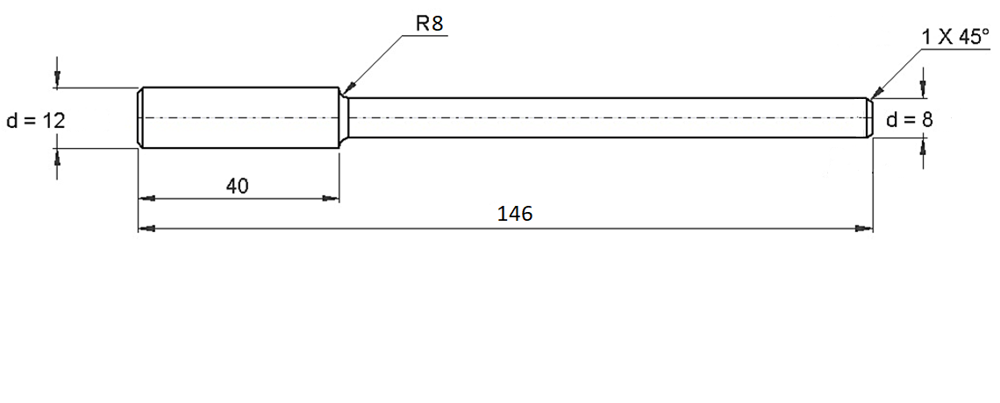 R8
1 X 45°
d = 12
d = 8
40
146